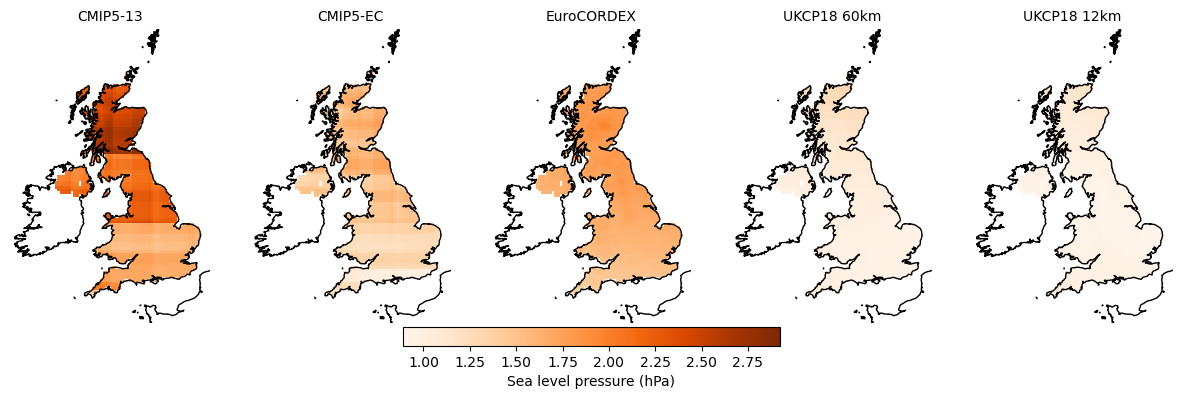 CMIP5-13 CMIP5-EC EuroCORDEX UKCP18 60km UKCP18 12km
1.00 1.25 1.50 1.75 2.00 2.25 2.50 2.75
Sea level pressure (hPa)